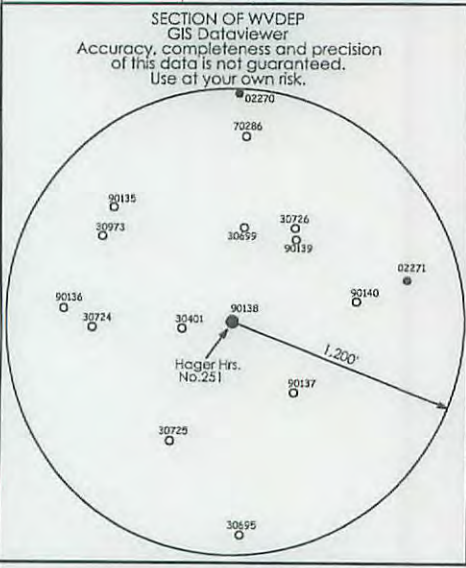 SECTION OF WVDEP
GIS Dataviewer
Accuracy, completeness and precision
of this data is not guaranteed.
Use at your own risk.
02270
70286
90135
30973
30699
30726
90139
02271
90136
30724
30401
90138
90140
1,200'
Hager Hrs.
No.251
90137
30725
30695